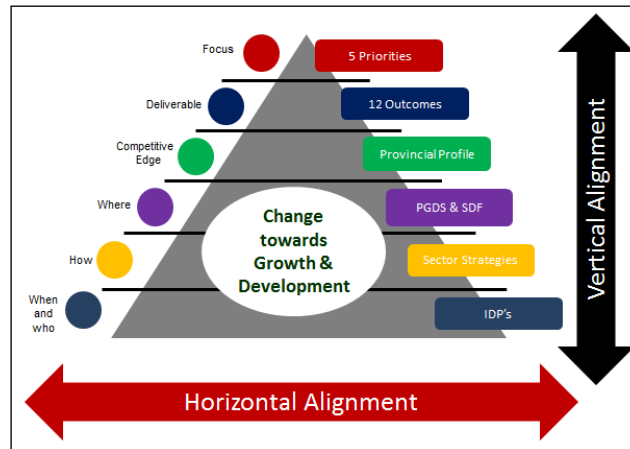 Focus
5 Priorities
Deliverable
12 Outcomes
Competitive
Edge
Provincial Profile
Where
PGDS & SDF
Change
towards
Growth &
Development
How
Sector Strategies
When
and
who
IDP's
Vertical Alignment
Horizontal Alignment